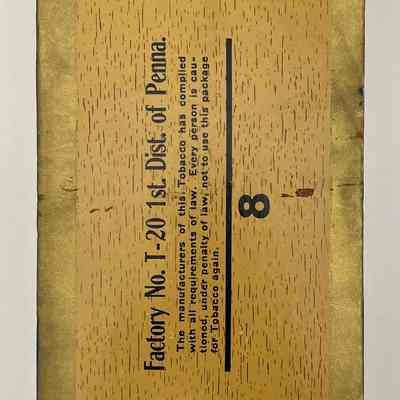 Factory No. T-20 1st. Dist. of Penna.
The manufacturers of this Tobacco has complied
with all requirements of law. Every person is cau-
tioned, under penalty of law, not to use this package
for Tobacco again.
8